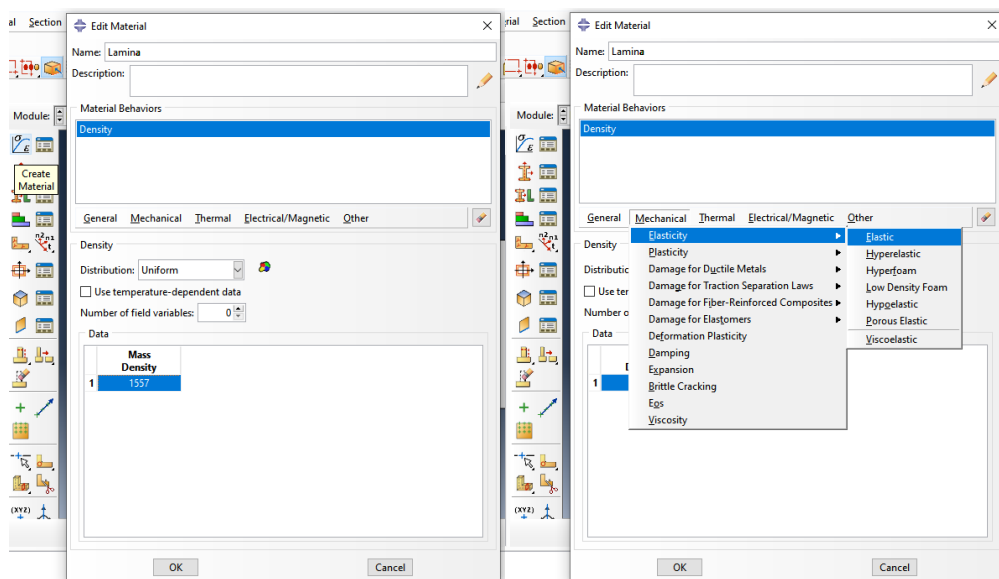 al Section
Edit Material
Name: Lamina
Description:
Module:
Material Behaviors
Density
Create
Material
General Mechanical Thermal Electrical/Magnetic Other
Density
Distribution: Uniform
Use temperature-dependent data
Number of field variables: 0
Data
Mass
Density
1 1557
(XYZ)
OK Cancel
rial Section
Edit Material
Name: Lamina
Description:
Module:
Material Behaviors
Density
General Mechanical Thermal Electrical/Magnetic Other
Elasticity
Plasticity
Damage for Ductile Metals
Damage for Traction Separation Laws
Damage for Fiber-Reinforced Composites
Damage for Elastomers
Deformation Plasticity
Damping
Expansion
Brittle Cracking
Eos
Viscosity
Elastic
Hyperelastic
Hyperfoam
Low Density Foam
Hypoelastic
Porous Elastic
Viscoelastic
Density
Distributic
Use ter
Number o
Data
1
(XYZ)
OK Cancel